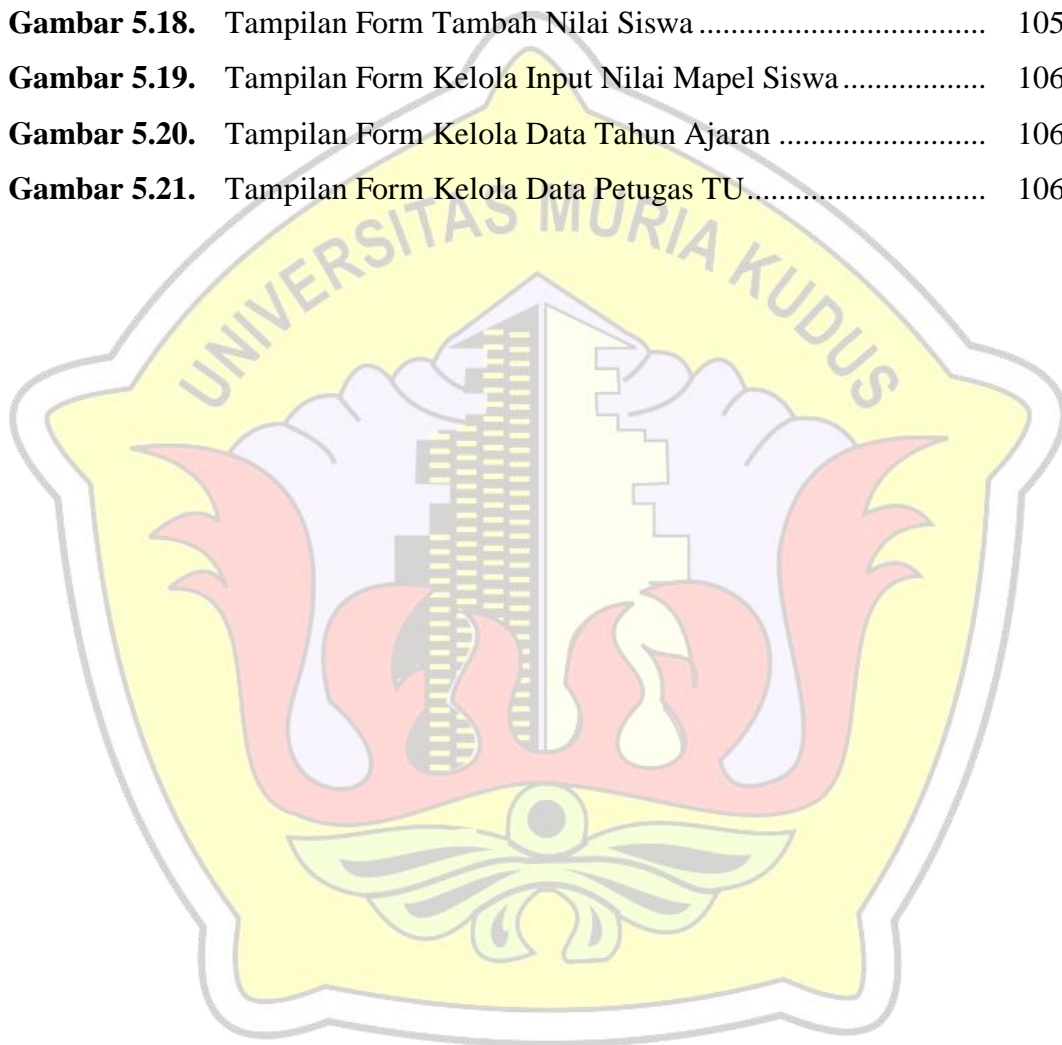 Gambar 5.18. Tampilan Form Tambah Nilai Siswa .................................. 105
Gambar 5.19. Tampilan Form Kelola Input Nilai Mapel Siswa ................. 106
Gambar 5.20. Tampilan Form Kelola Data Tahun Ajaran ........................ 106
Gambar 5.21. Tampilan Form Kelola Data Petugas TU ............................ 106
UNIVERSITAS MURIA KUDUS